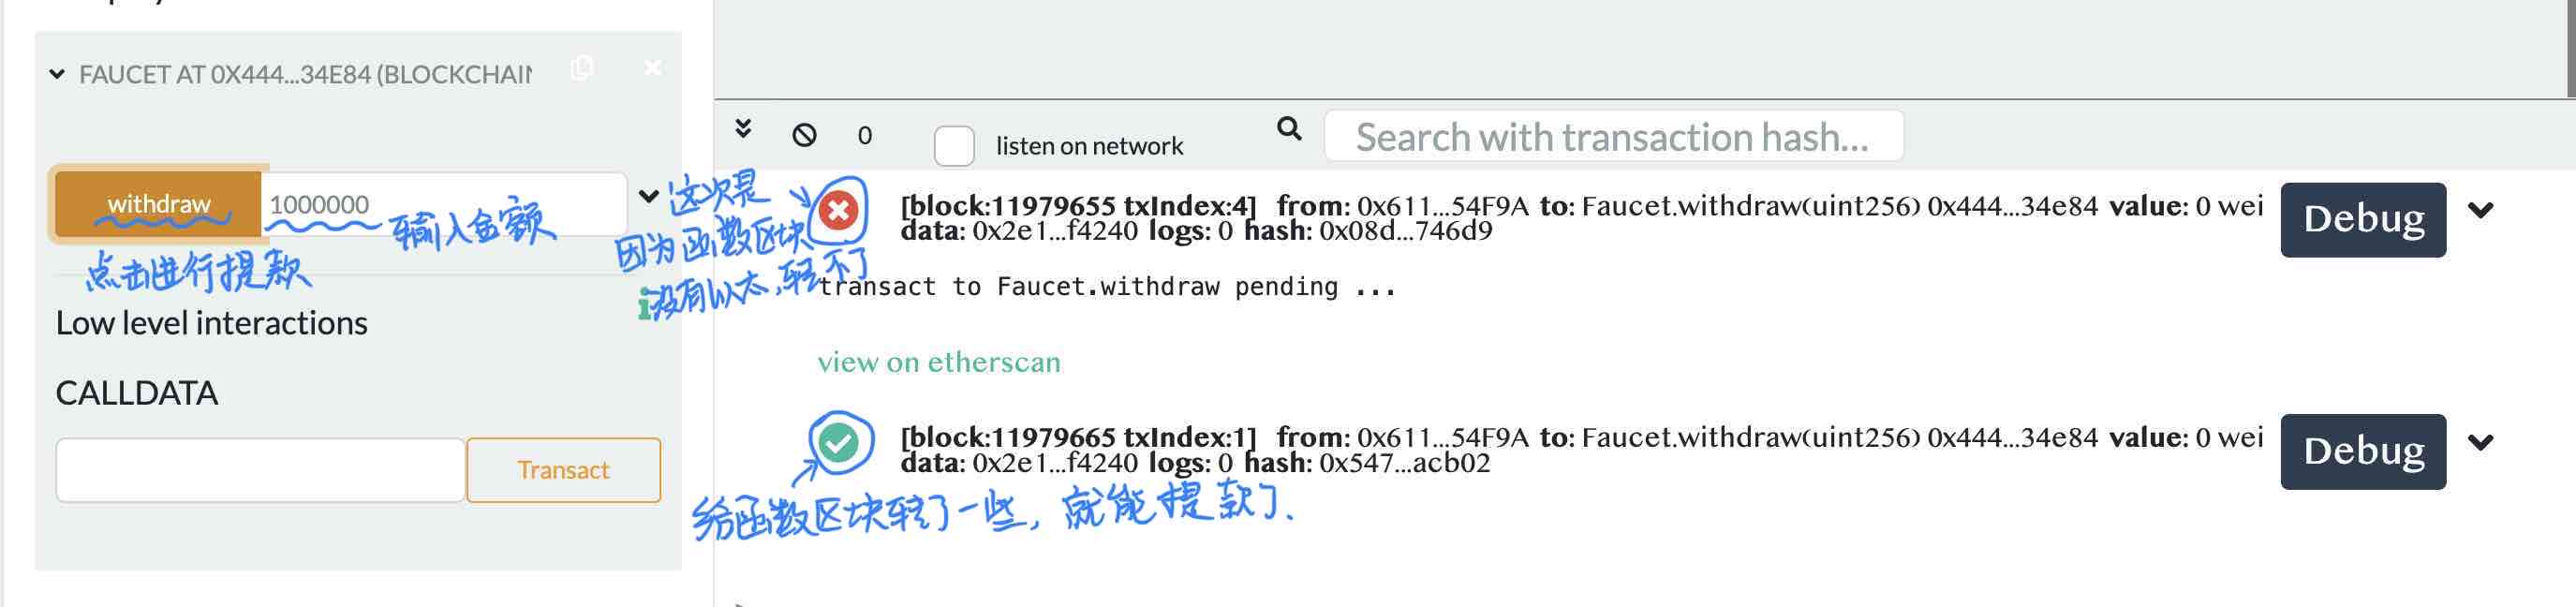 FAUCET AT 0X444...34E84 (BLOCKCHAIN
withdraw
1000000
输入金额
点击进行提款
Low level interactions
CALLDATA
Transact
0
listen on network
Search with transaction hash...
这次是
因为函数区块
没有以太,转不了
[block:11979655 txIndex:4] from: 0x611...54F9A to: Faucet.withdraw(uint256) 0x444...34e84 value: 0 wei
data: 0x2e1...f4240 logs: 0 hash: 0x08d...746d9
Debug
transact to Faucet.withdraw pending ...
view on etherscan
[block:11979665 txIndex:1] from: 0x611...54F9A to: Faucet.withdraw(uint256) 0x444...34e84 value: 0 wei
data: 0x2e1...f4240 logs: 0 hash: 0x547...acb02
Debug
给函数区块转了一些, 就能提款了.